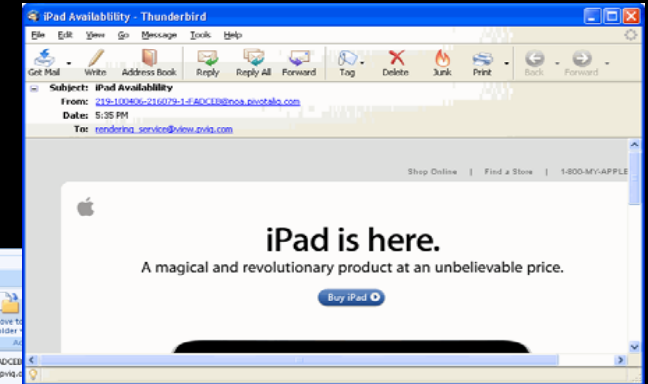 iPad Availablility - Thunderbird
File Edit View Go Message Tools Help
Get Mail Write Address Book Reply Reply All Forward Tag Delete Junk Print Back Forward
Subject: iPad Availablility
From: 219-100406-216079-1-FADCEB@noa.pivotaliq.com
Date: 5:35 PM
To: rendering_service@view.pviq.com
Shop Online | Find a Store | 1-800-MY-APPLE
iPad is here.
A magical and revolutionary product at an unbelievable price.
Buy iPad